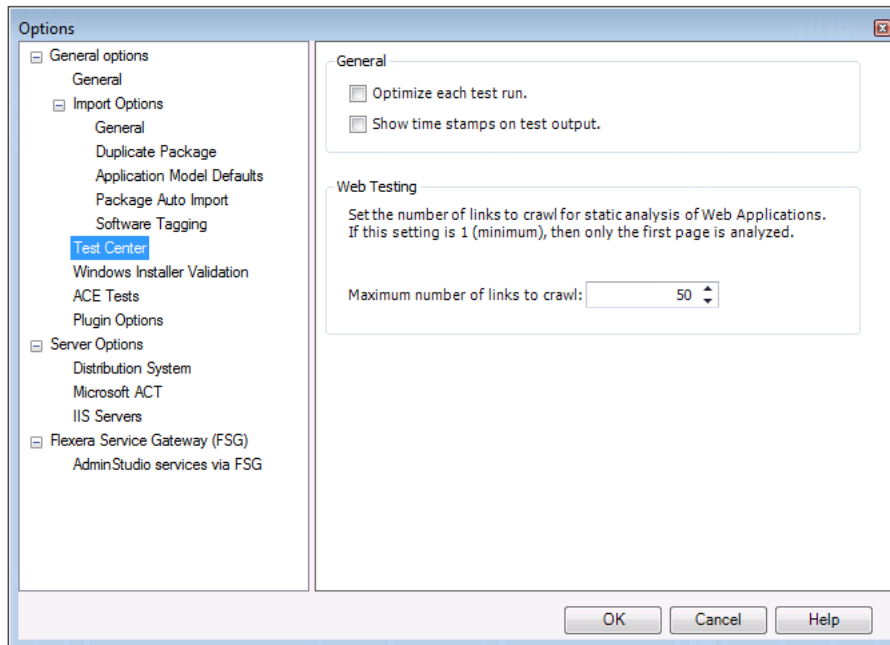 Options
General options
General
Import Options
General
Duplicate Package
Application Model Defaults
Package Auto Import
Software Tagging
Test Center
Windows Installer Validation
ACE Tests
Plugin Options
Server Options
Distribution System
Microsoft ACT
IIS Servers
Flexera Service Gateway (FSG)
AdminStudio services via FSG
General
Optimize each test run.
Show time stamps on test output.
Web Testing
Set the number of links to crawl for static analysis of Web Applications.
If this setting is 1 (minimum), then only the first page is analyzed.
Maximum number of links to crawl: 50
OK Cancel Help